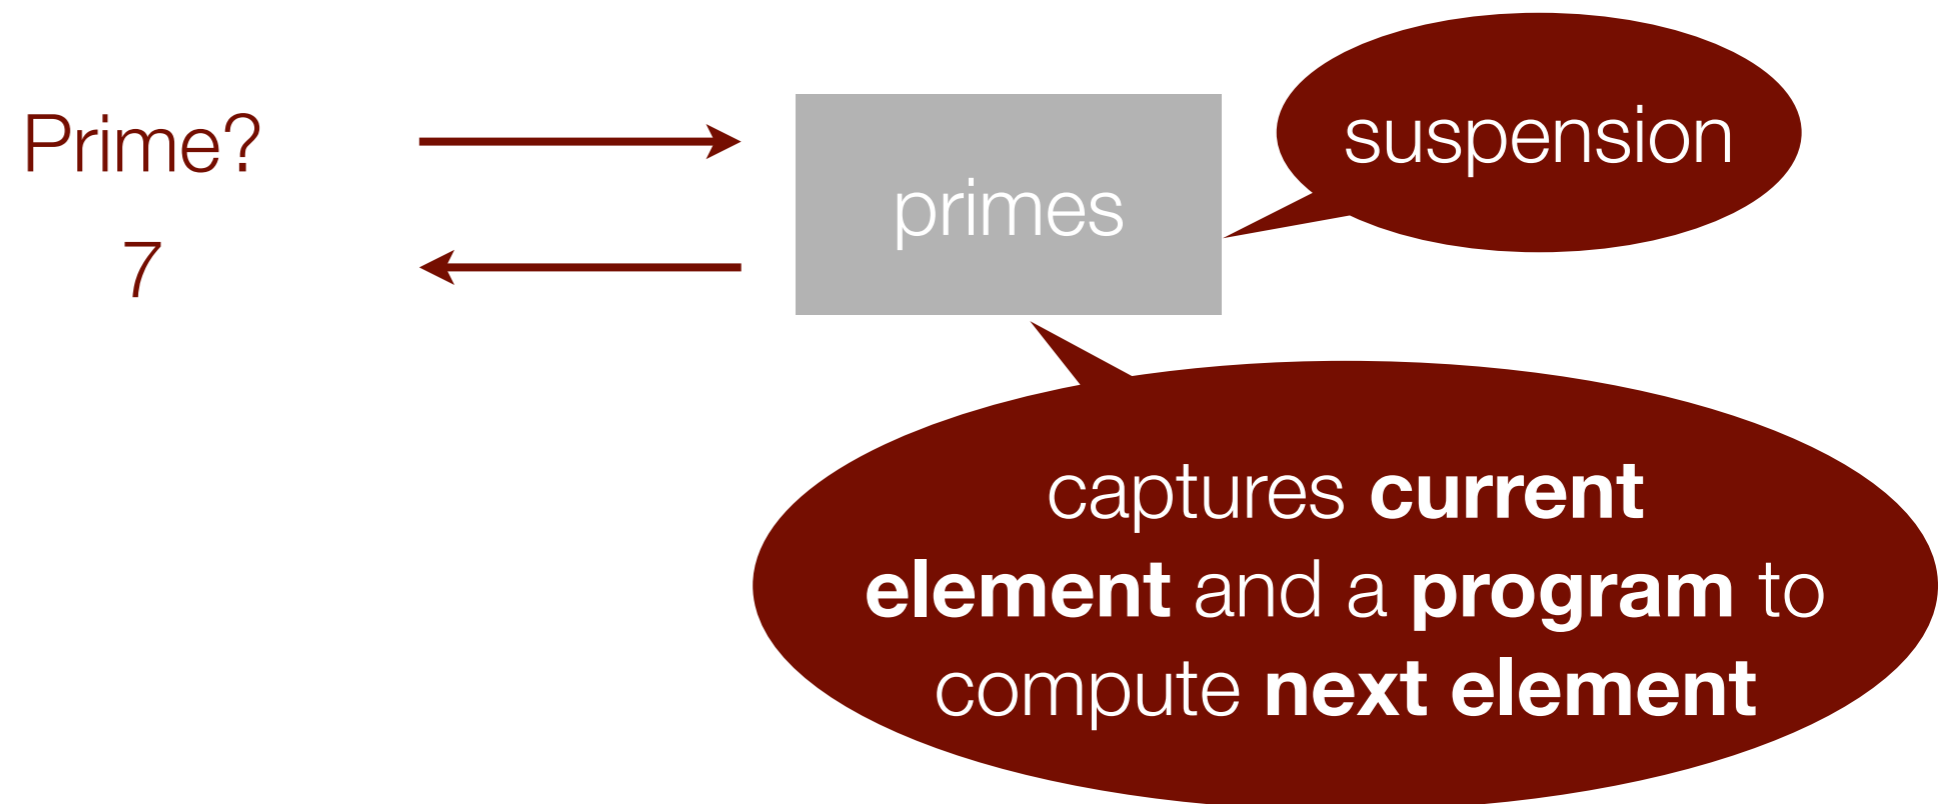 Prime?
7
primes
suspension
captures current
element and a program to
compute next element